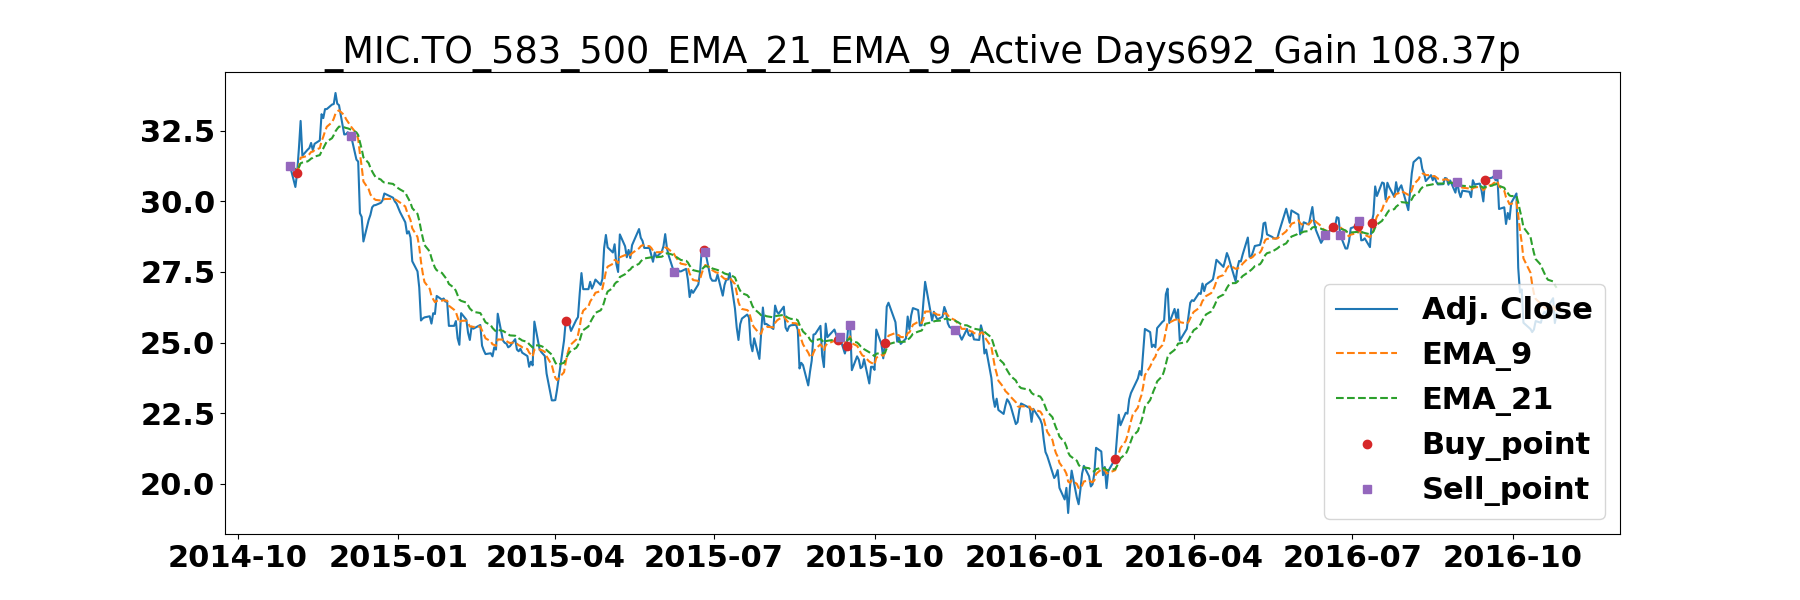 _MIC.TO_583_500_EMA_21_EMA_9_Active Days692_Gain 108.37p
32.5
30.0
27.5
25.0
22.5
20.0
Adj. Close
EMA_9
EMA_21
Buy_point
Sell_point
2014-10 2015-01 2015-04 2015-07 2015-10 2016-01 2016-04 2016-07 2016-10